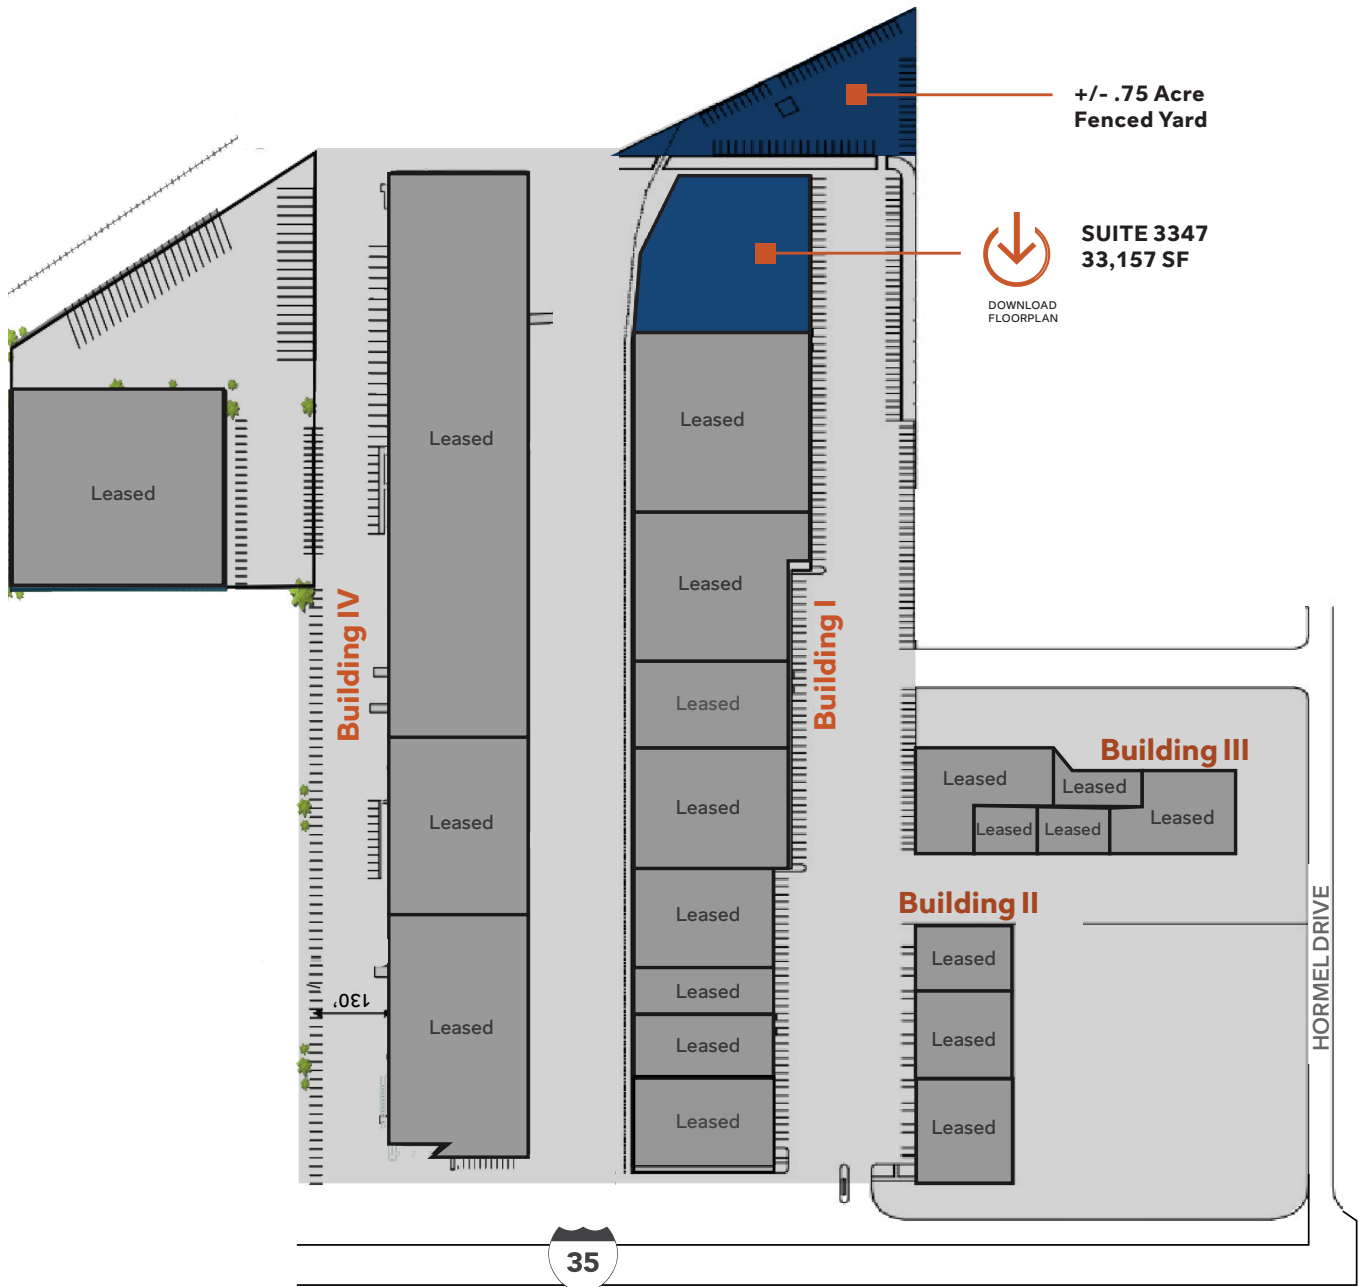 +/- .75 Acre
Fenced Yard
SUITE 3347
33,157 SF
DOWNLOAD
FLOORPLAN
Leased
Leased
Leased
Leased
Leased
Building IV
Building I
Leased
Leased
Building III
Leased
Leased
Leased
Leased
Leased
Leased
Leased
Building II
HORMEL DRIVE
Leased
Leased
Leased
130'
Leased
Leased
Leased
Leased
Leased
35